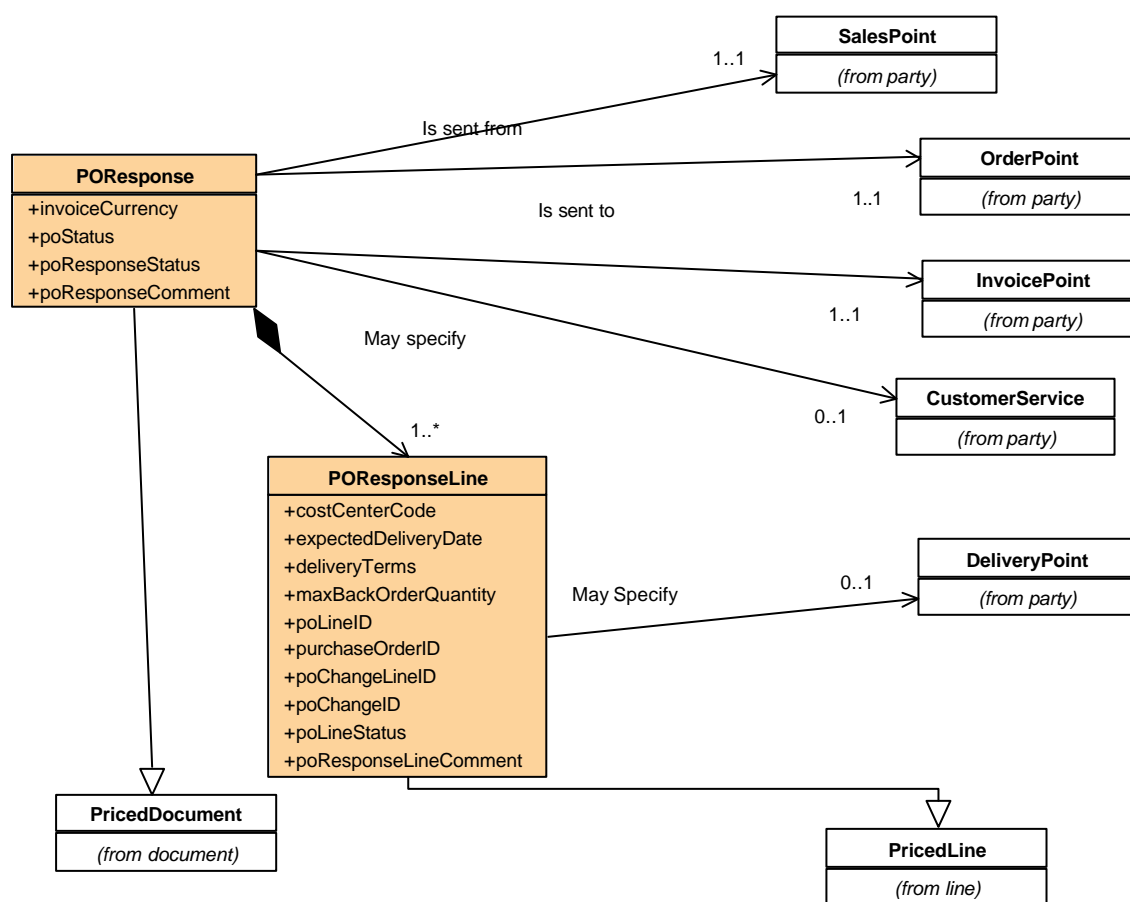 SalesPoint
(from party)
1..1
Is sent from
OrderPoint
(from party)
1..1
Is sent to
POResponse
+invoiceCurrency
+poStatus
+poResponseStatus
+poResponseComment
InvoicePoint
(from party)
1..1
May specify
CustomerService
(from party)
0..1
1..*
POResponseLine
+costCenterCode
+expectedDeliveryDate
+deliveryTerms
+maxBackOrderQuantity
+poLineID
+purchaseOrderID
+poChangeLineID
+poChangeID
+poLineStatus
+poResponseLineComment
May Specify
0..1
DeliveryPoint
(from party)
PricedDocument
(from document)
PricedLine
(from line)